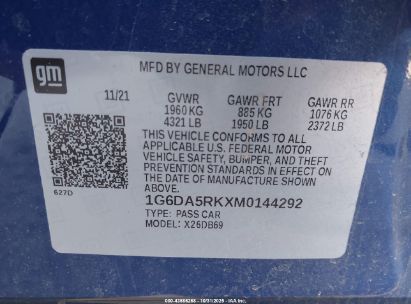 gm
MFD BY GENERAL MOTORS LLC
11/21 GVWR GAWR FRT GAWR RR
1960 KG 885 KG 1076 KG
4321 LB 1950 LB 2372 LB
THIS VEHICLE CONFORMS TO ALL
APPLICABLE U.S. FEDERAL MOTOR
VEHICLE SAFETY, BUMPER, AND THEFT
PREVENTION STANDARDS IN EFFECT ON
THE DATE OF MANUFACTURE SHOWN
ABOVE.
627D
1G6DA5RKXM0144292
TYPE: PASS CAR
MODEL: X26DB69